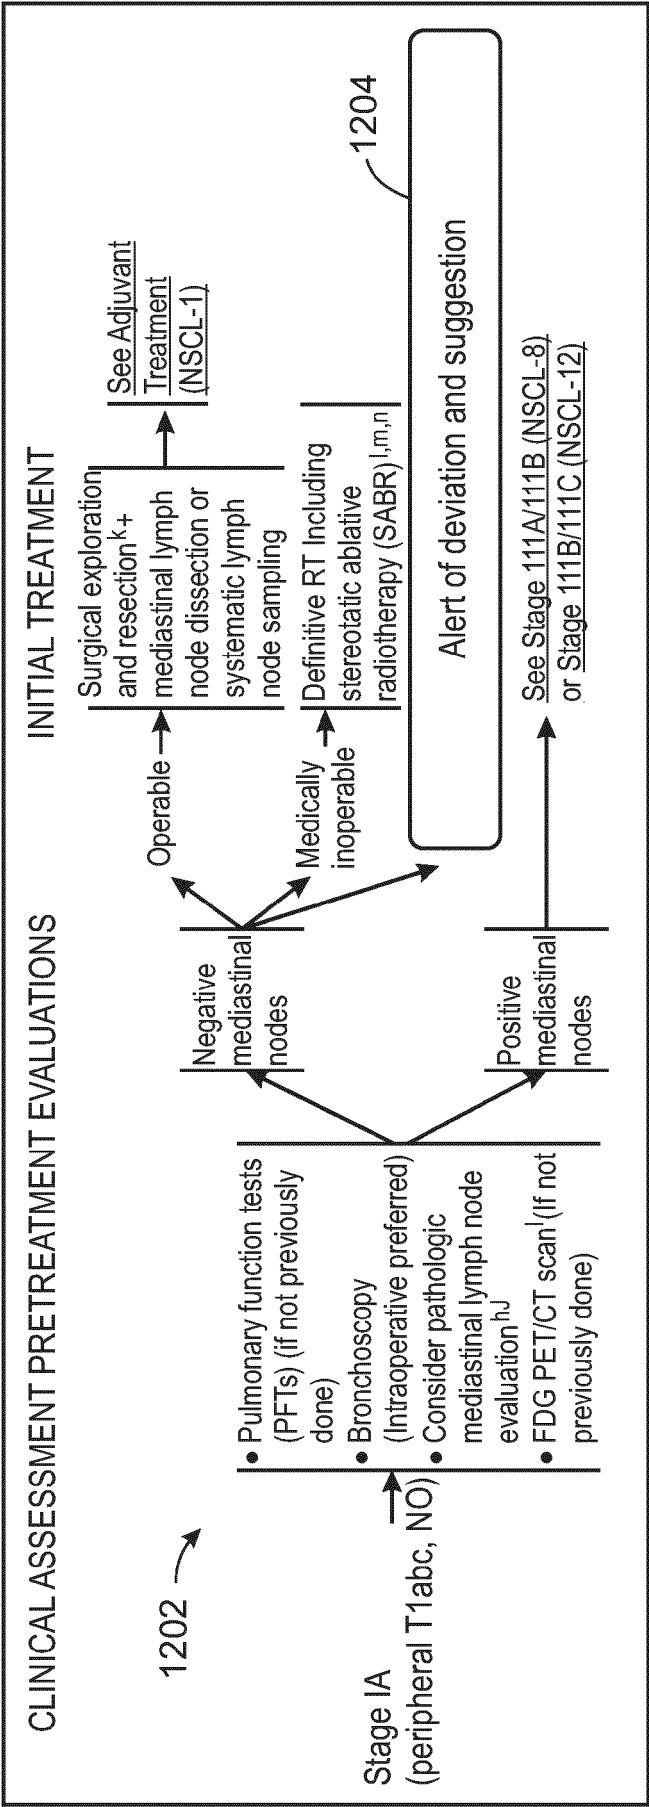 CLINICAL ASSESSMENT PRETREATMENT EVALUATIONS
INITIAL TREATMENT
1202
Stage IA
(peripheral T1abc, NO)
● Pulmonary function tests
(PFTs) (if not previously
done)
● Bronchoscopy
(Intraoperative preferred)
● Consider pathologic
mediastinal lymph node
evaluationhJ
● FDG PET/CT scanl(If not
previously done)
Negative
mediastinal
nodes
Positive
mediastinal
nodes
Operable
Medically
inoperable
Surgical exploration
and resectionK+
mediastinal lymph
node dissection or
systematic lymph
node sampling
See Adjuvant
Treatment
(NSCL-1)
Definitive RT Including
stereotatic ablative
radiotherapy (SABR)l,m,n
1204
Alert of deviation and suggestion
See Stage 111A/111B (NSCL-8)
or Stage 111B/111C (NSCL-12)